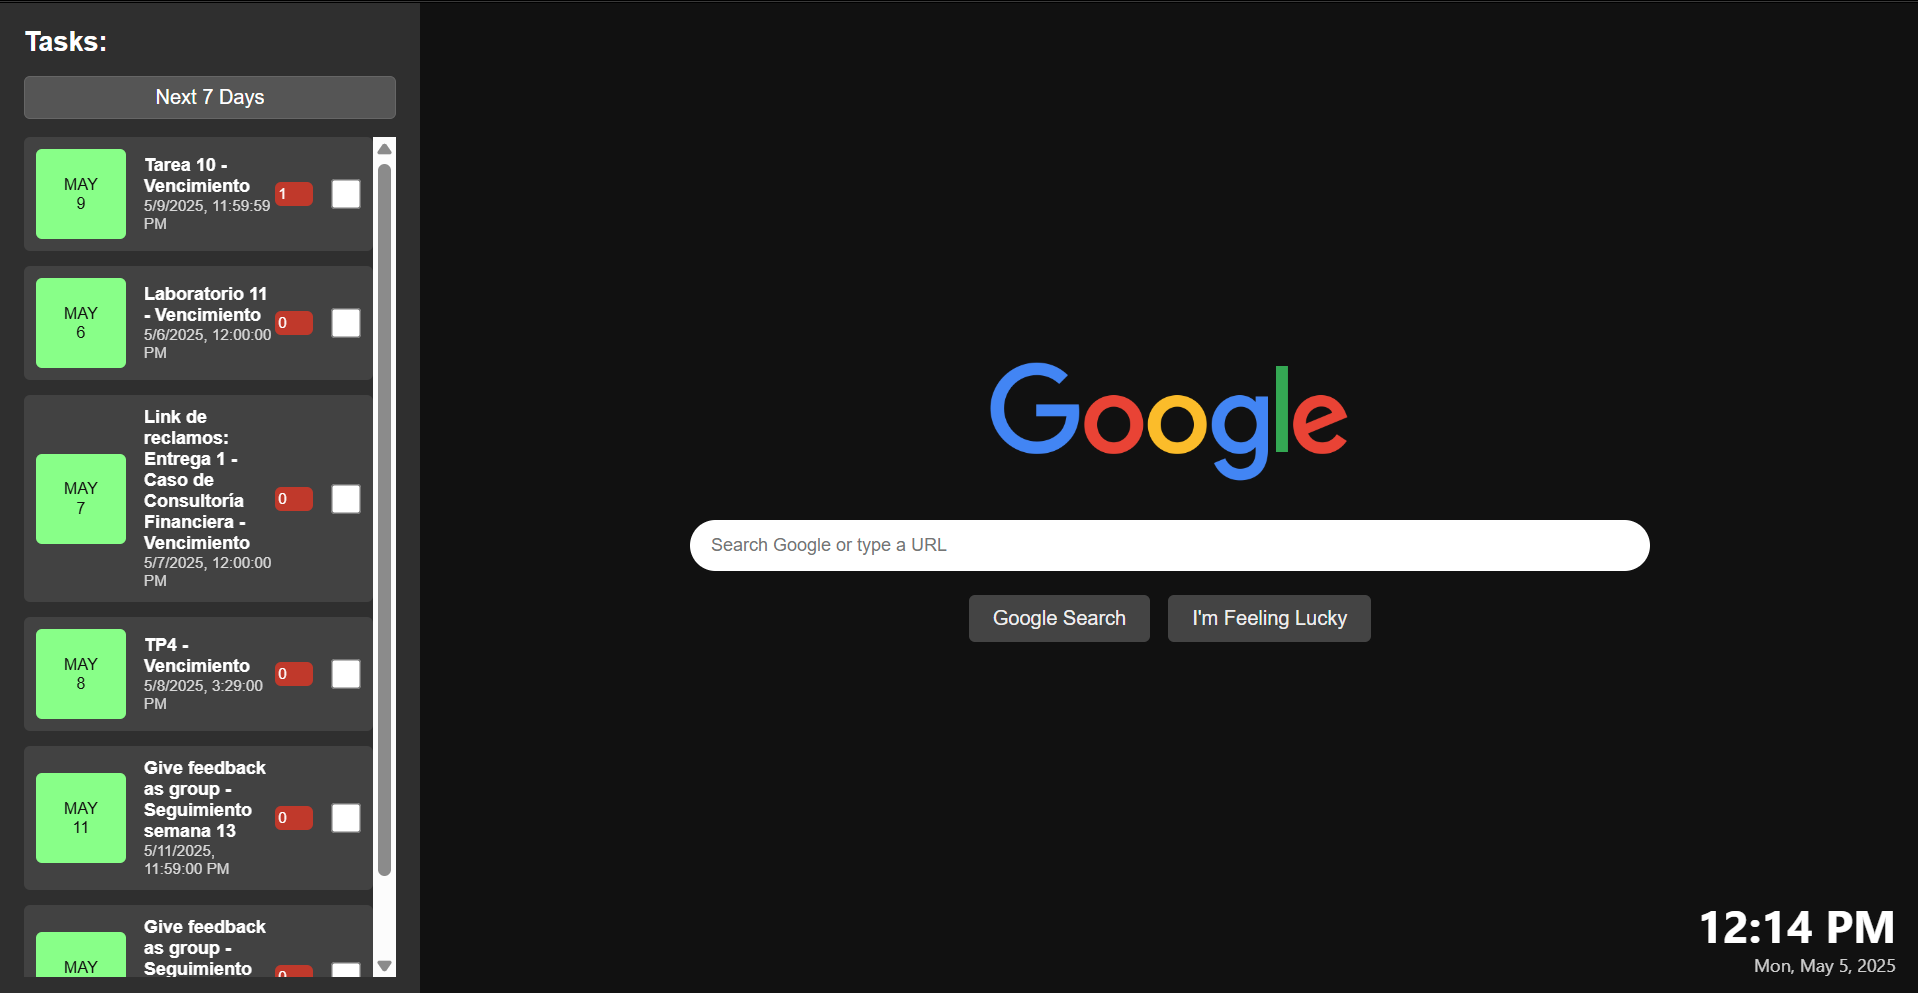 Tasks:
Next 7 Days
MAY
9
Tarea 10 -
Vencimiento
5/9/2025, 11:59:59
PM
1
MAY
6
Laboratorio 11
- Vencimiento
5/6/2025, 12:00:00
PM
0
MAY
7
Link de
reclamos:
Entrega 1 -
Caso de
Consultoría
Financiera -
Vencimiento
5/7/2025, 12:00:00
PM
0
MAY
8
TP4 -
Vencimiento
5/8/2025, 3:29:00
PM
0
MAY
11
Give feedback
as group -
Seguimiento
semana 13
5/11/2025,
11:59:00 PM
0
MAY
Give feedback
as group -
Seguimiento
0
Google
Search Google or type a URL
Google Search
I'm Feeling Lucky
12:14 PM
Mon, May 5, 2025